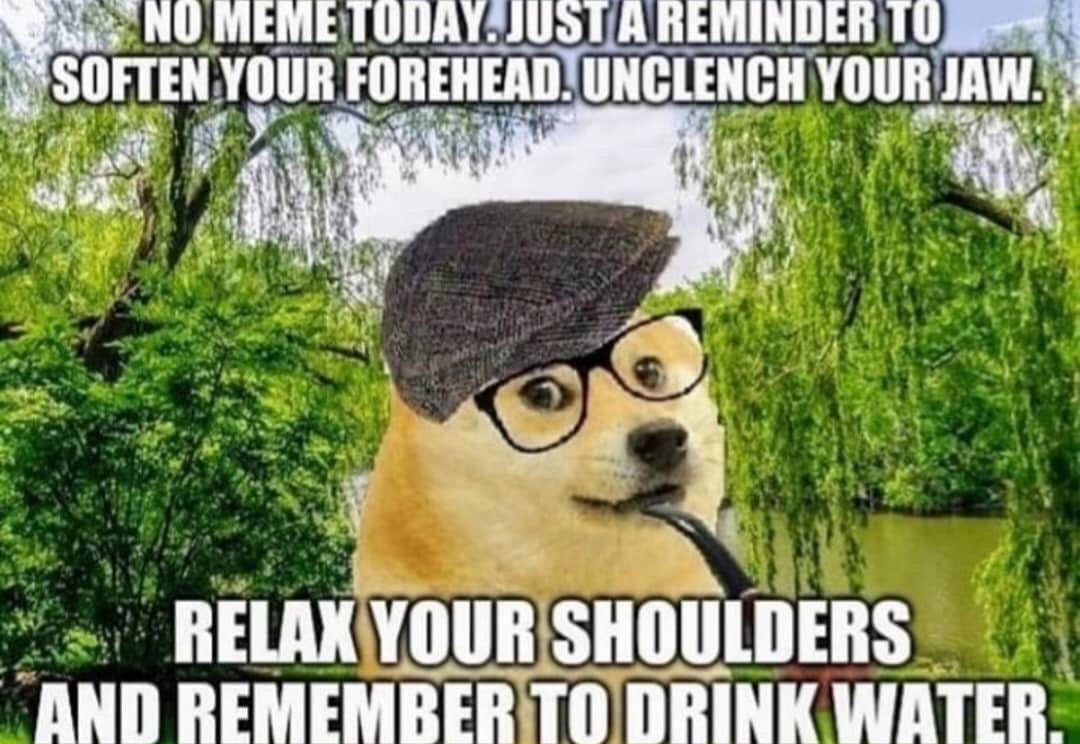 NO MEME TODAY. JUST A REMINDER TO
SOFTEN YOUR FOREHEAD. UNCLENCH YOUR JAW.
RELAX YOUR SHOULDERS
AND REMEMBER TO DRINK WATER.